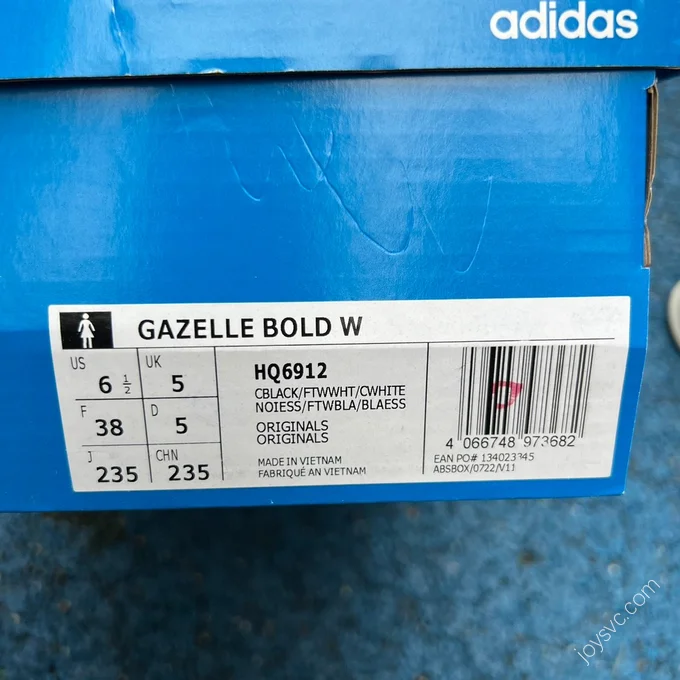 adidas
GAZELLE BOLD W
US
6 1/2
UK
5
F
38
D
5
J
235
CHN
235
HQ6912
CBLACK/FTWWHT/CWHITE
NOIESS/FTWBLA/BLAESS
ORIGINALS
ORIGINALS
MADE IN VIETNAM
FABRIQUÉ AN VIETNAM
4 066748 973682
EAN PO# 134023345
ABSBOX/0722/V11
joysvc.com